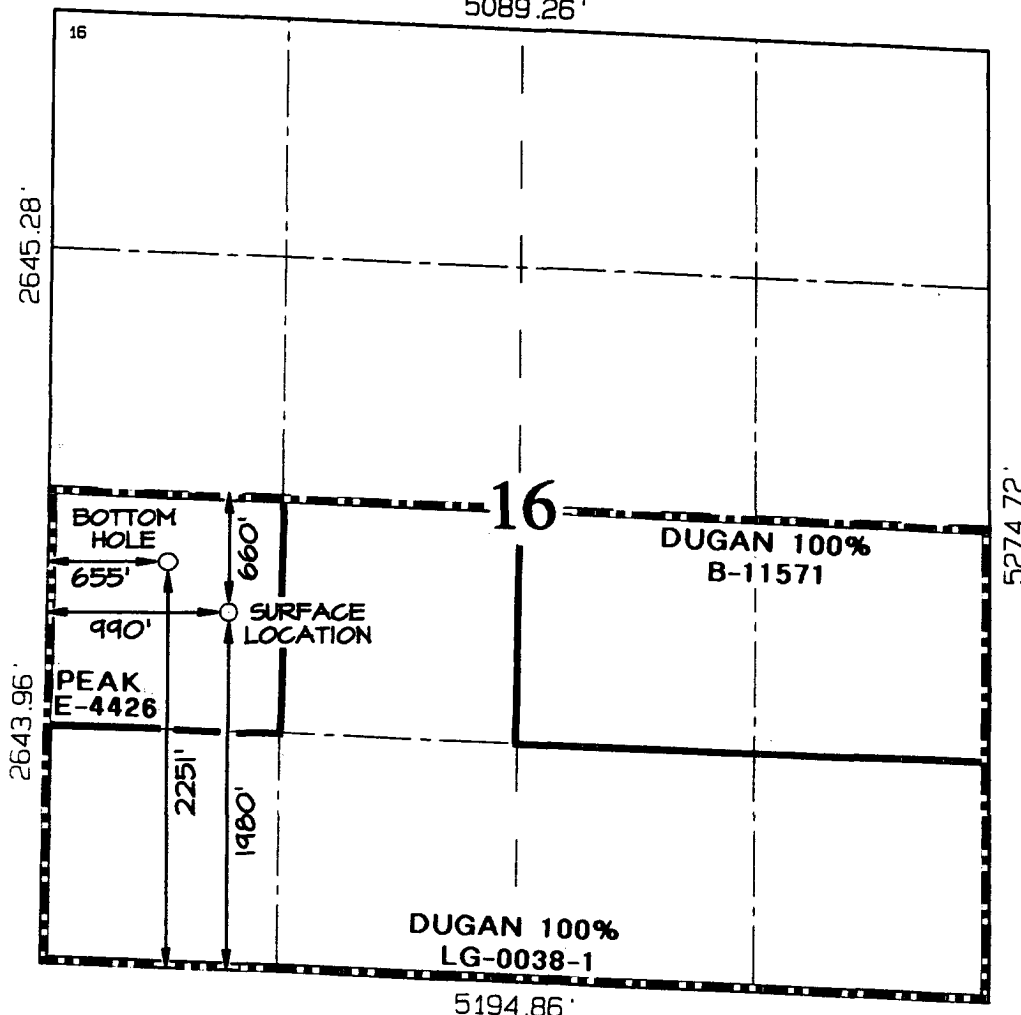 5089.26'
16
2645.28'
16
5274.72'
BOTTOM
HOLE
660'
DUGAN 100%
B-11571
655'
SURFACE
LOCATION
990'
PEAK
E-4426
2643.96'
2251'
1980'
DUGAN 100%
LG-0038-1
5194.86'